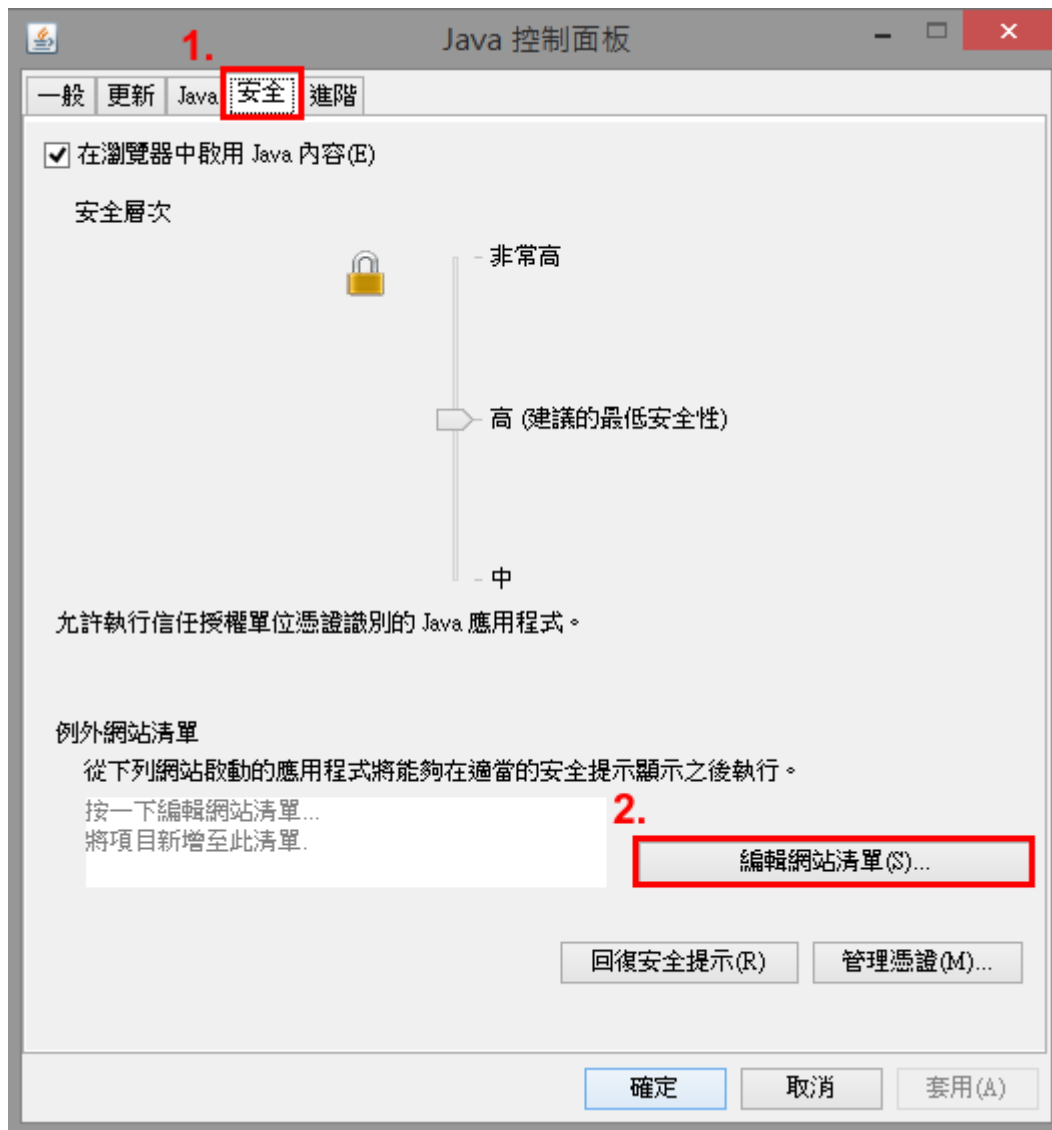 Java 控制面板
1.
一般 更新 Java 安全 進階
在瀏覽器中啟用 Java 內容(E)
安全層次
非常高
高 (建議的最低安全性)
中
允許執行信任授權單位憑證識別的 Java 應用程式。
例外網站清單
從下列網站啟動的應用程式將能夠在適當的安全提示顯示之後執行。
按一下編輯網站清單...
將項目新增至此清單.
2.
編輯網站清單(S)...
回復安全提示(R) 管理憑證(M)...
確定 取消 套用(A)